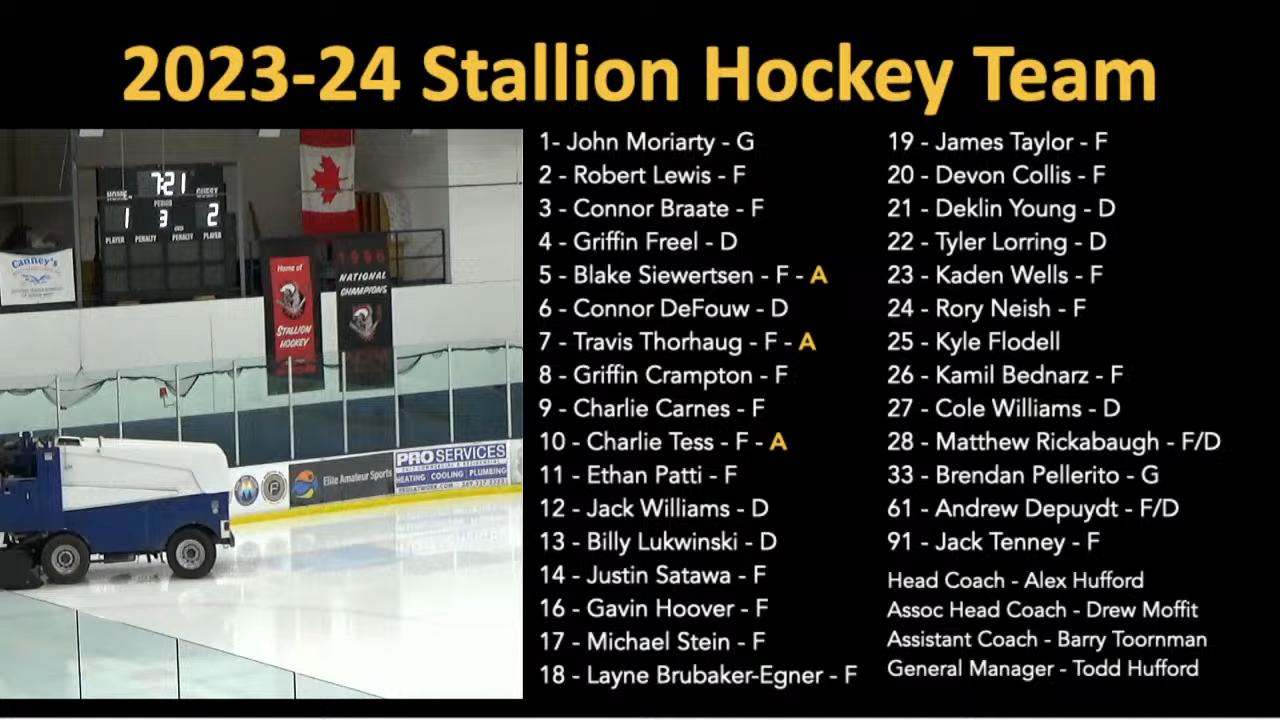 2023-24 Stallion Hockey Team
1- John Moriarty - G
2 - Robert Lewis - F
3 - Connor Braate - F
4 - Griffin Freel - D
5 - Blake Siewertsen - F - A
6 - Connor DeFouw - D
7 - Travis Thorhaug - F - A
8 - Griffin Crampton - F
9 - Charlie Carnes - F
10 - Charlie Tess - F - A
11 - Ethan Patti - F
12 - Jack Williams - D
13 - Billy Lukwinski - D
14 - Justin Satawa - F
16 - Gavin Hoover - F
17 - Michael Stein - F
18 - Layne Brubaker-Egner - F
19 - James Taylor - F
20 - Devon Collis - F
21 - Deklin Young - D
22 - Tyler Lorring - D
23 - Kaden Wells - F
24 - Rory Neish - F
25 - Kyle Flodell
26 - Kamil Bednarz - F
27 - Cole Williams - D
28 - Matthew Rickabaugh - F/D
33 - Brendan Pellerito - G
61 - Andrew Depuydt - F/D
91 - Jack Tenney - F
Head Coach - Alex Hufford
Assoc Head Coach - Drew Moffit
Assistant Coach - Barry Toornman
General Manager - Todd Hufford
7:21
HOME GUEST
PERIOD
1 3 2
PLAYER PENALTY PENALTY PLAYER
Canney's
Home of
STALLION
HOCKEY
1996
NATIONAL
CHAMPIONS
Elite Amateur Sports
PRO SERVICES
HEATING COOLING PLUMBING